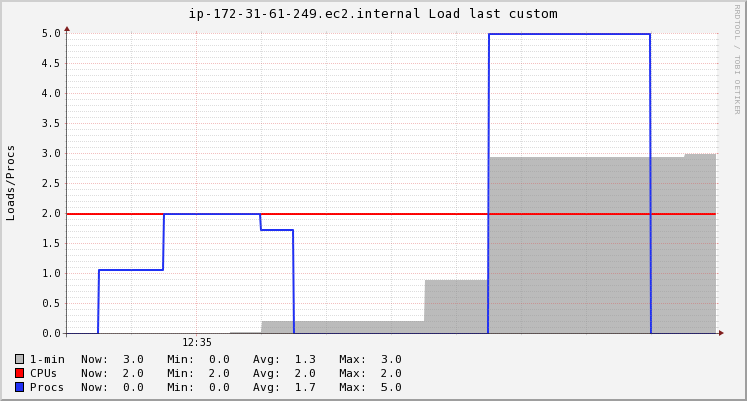 ip-172-31-61-249.ec2.internal Load last custom
RRDTOOL / TOBI OETIKER
Loads/Procs
5.0
4.5
4.0
3.5
3.0
2.5
2.0
1.5
1.0
0.5
0.0
12:35
1-min Now: 3.0 Min: 0.0 Avg: 1.3 Max: 3.0
CPUs Now: 2.0 Min: 2.0 Avg: 2.0 Max: 2.0
Procs Now: 0.0 Min: 0.0 Avg: 1.7 Max: 5.0